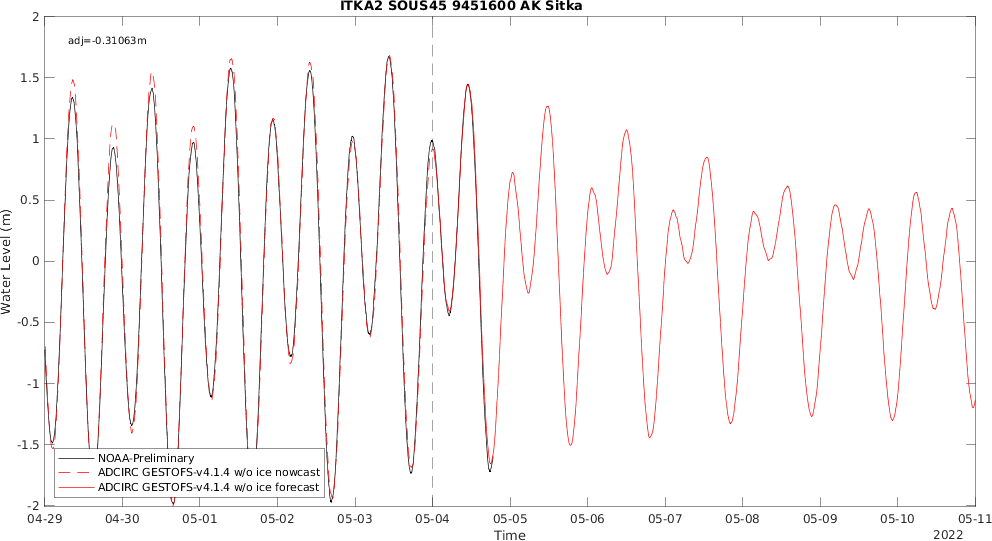 ITKA2 SOUS45 9451600 AK Sitka
adj=-0.31063m
Water Level (m)
2
1.5
1
0.5
0
-0.5
-1
-1.5
-2
NOAA-Preliminary
ADCIRC GESTOFS-v4.1.4 w/o ice nowcast
ADCIRC GESTOFS-v4.1.4 w/o ice forecast
04-29 04-30 05-01 05-02 05-03 05-04 05-05 05-06 05-07 05-08 05-09 05-10 05-11
Time
2022